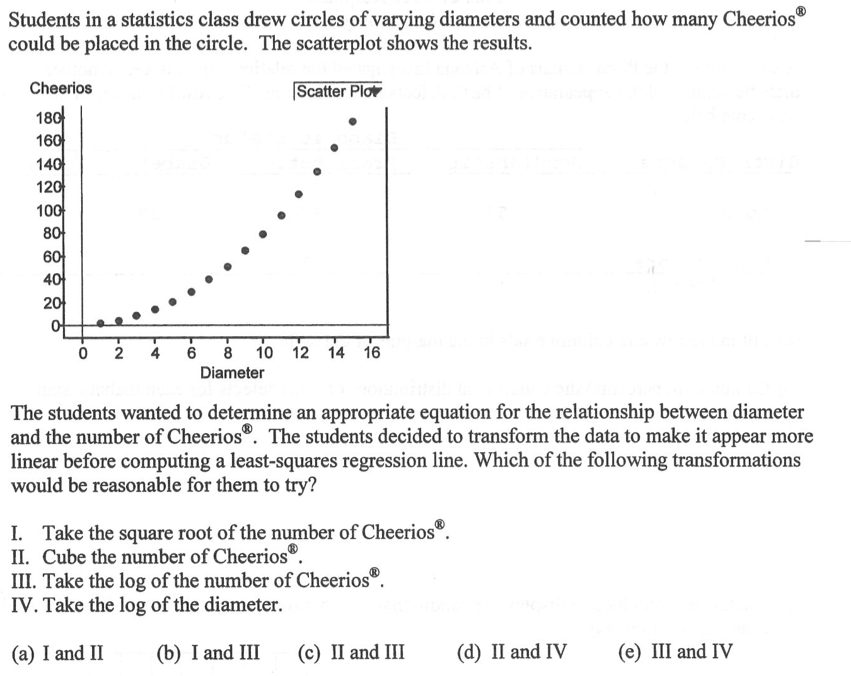 Students in a statistics class drew circles of varying diameters and counted how many Cheerios®
could be placed in the circle. The scatterplot shows the results.
Cheerios
Scatter Plot
180
160
140
120
100
80
60
40
20
0
0 2 4 6 8 10 12 14 16
Diameter
The students wanted to determine an appropriate equation for the relationship between diameter
and the number of Cheerios®. The students decided to transform the data to make it appear more
linear before computing a least-squares regression line. Which of the following transformations
would be reasonable for them to try?
I. Take the square root of the number of Cheerios®.
II. Cube the number of Cheerios®.
III. Take the log of the number of Cheerios®.
IV. Take the log of the diameter.
(a) I and II (b) I and III (c) II and III (d) II and IV (e) III and IV